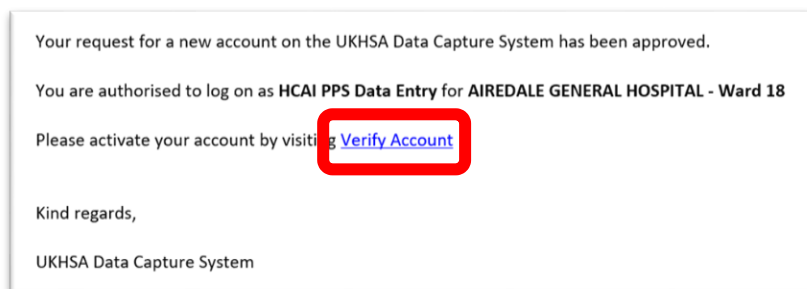 Your request for a new account on the UKHSA Data Capture System has been approved.
You are authorised to log on as HCAI PPS Data Entry for AIREDALE GENERAL HOSPITAL - Ward 18
Please activate your account by visiting Verify Account
Kind regards,
UKHSA Data Capture System